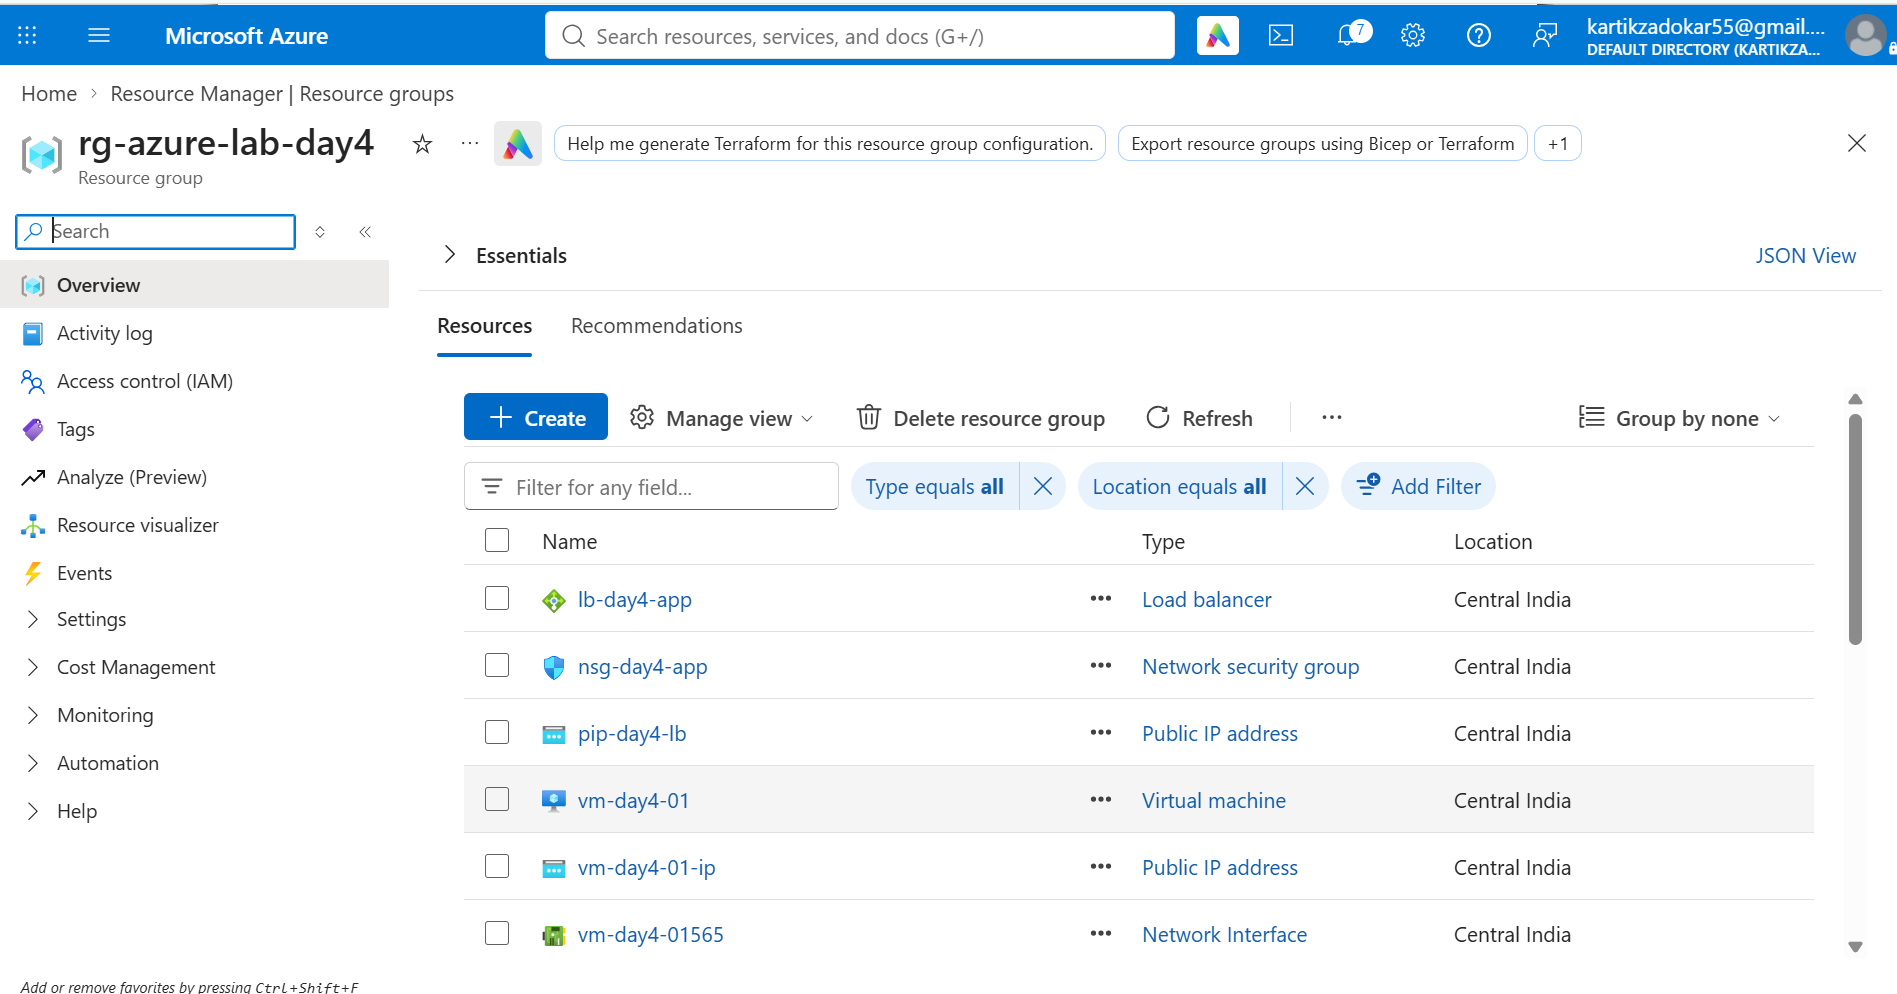 Microsoft Azure
Search resources, services, and docs (G+/)
7
kartikzadokar55@gmail....
DEFAULT DIRECTORY (KARTIKZA...
Home > Resource Manager | Resource groups
rg-azure-lab-day4
Resource group
Help me generate Terraform for this resource group configuration.
Export resource groups using Bicep or Terraform
+1
Search
Overview
Activity log
Access control (IAM)
Tags
Analyze (Preview)
Resource visualizer
Events
Settings
Cost Management
Monitoring
Automation
Help
Add or remove favorites by pressing Ctrl+Shift+F
Essentials
JSON View
Resources Recommendations
Create Manage view Delete resource group Refresh Group by none
Filter for any field... Type equals all Location equals all Add Filter
Name Type Location
lb-day4-app Load balancer Central India
nsg-day4-app Network security group Central India
pip-day4-lb Public IP address Central India
vm-day4-01 Virtual machine Central India
vm-day4-01-ip Public IP address Central India
vm-day4-01565 Network Interface Central India